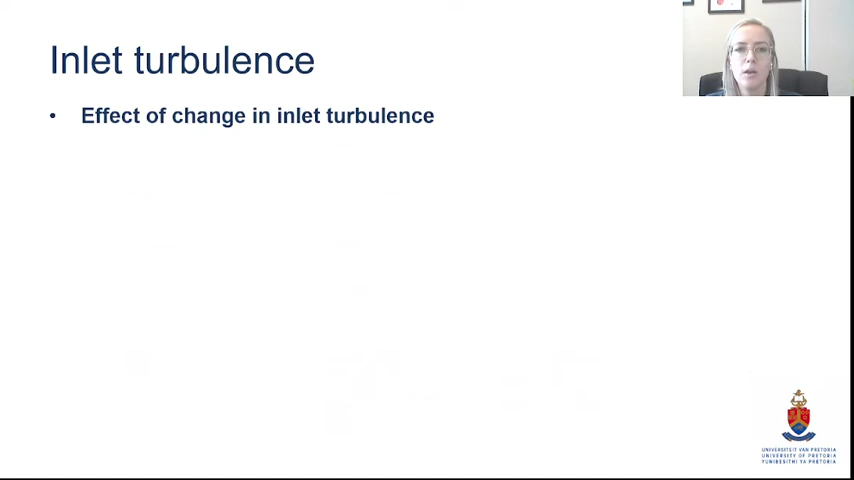 Inlet turbulence
• Effect of change in inlet turbulence
UNIVERSITEIT VAN PRETORIA
UNIVERSITY OF PRETORIA
YUNIBESITHI YA PRETORIA